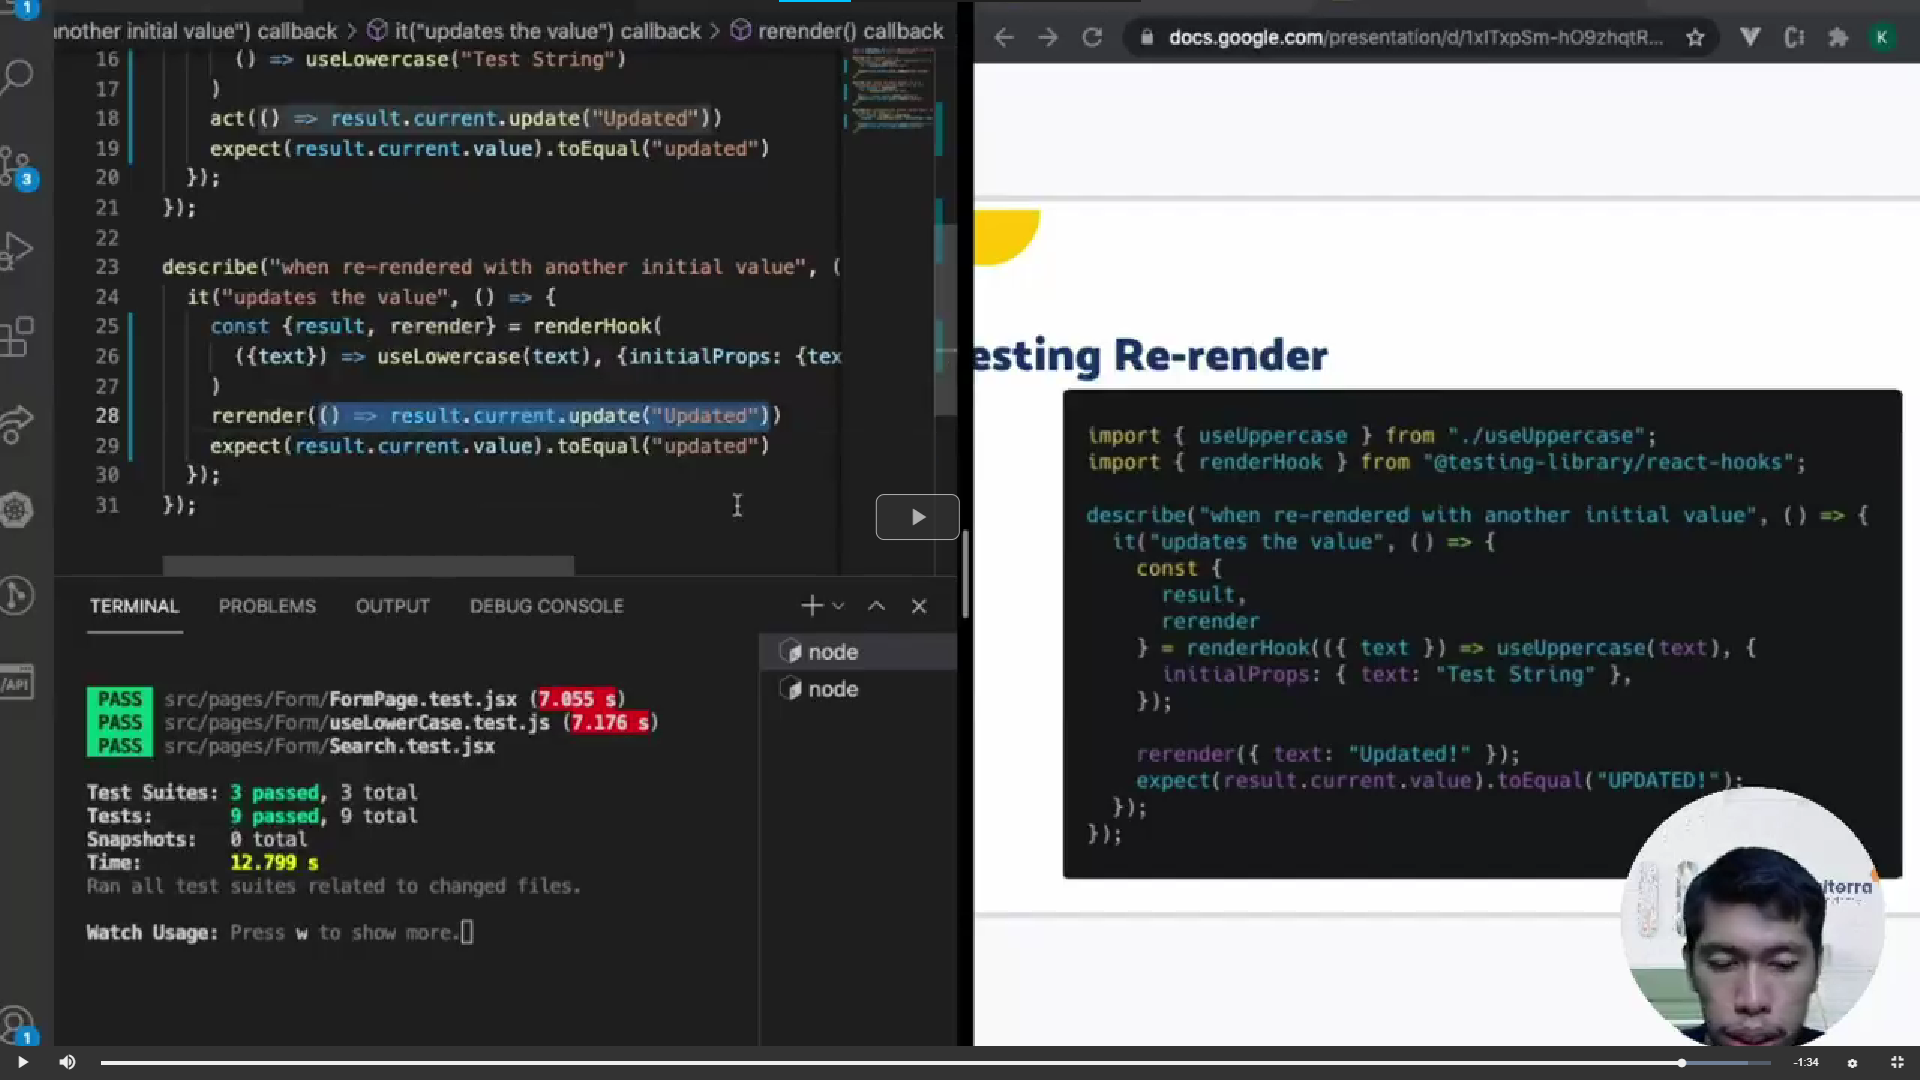 1
nother initial value") callback > it("updates the value") callback > rerender() callback
16 () => useLowercase("Test String")
17 )
18 act(() => result.current.update("Updated"))
19 expect(result.current.value).toEqual("updated")
20 });
21 });
22
23 describe("when re-rendered with another initial value", (
24 it("updates the value", () => {
25 const {result, rerender} = renderHook(
26 ({text}) => useLowercase(text), {initialProps: {tex
27 )
28 rerender(() => result.current.update("Updated"))
29 expect(result.current.value).toEqual("updated")
30 });
31 });
3
/API
1
TERMINAL PROBLEMS OUTPUT DEBUG CONSOLE
node
node
PASS src/pages/Form/FormPage.test.jsx (7.055 s)
PASS src/pages/Form/useLowerCase.test.js (7.176 s)
PASS src/pages/Form/Search.test.jsx
Test Suites: 3 passed, 3 total
Tests: 9 passed, 9 total
Snapshots: 0 total
Time: 12.799 s
Ran all test suites related to changed files.
Watch Usage: Press w to show more.
docs.google.com/presentation/d/1xITxpSm-hO9zhqtR...
K
esting Re-render
import { useUppercase } from "./useUppercase";
import { renderHook } from "@testing-library/react-hooks";
describe("when re-rendered with another initial value", () => {
it("updates the value", () => {
const {
result,
rerender
} = renderHook(({ text }) => useUppercase(text), {
initialProps: { text: "Test String" },
});
rerender({ text: "Updated!" });
expect(result.current.value).toEqual("UPDATED!");
});
});
lterra
-1:34